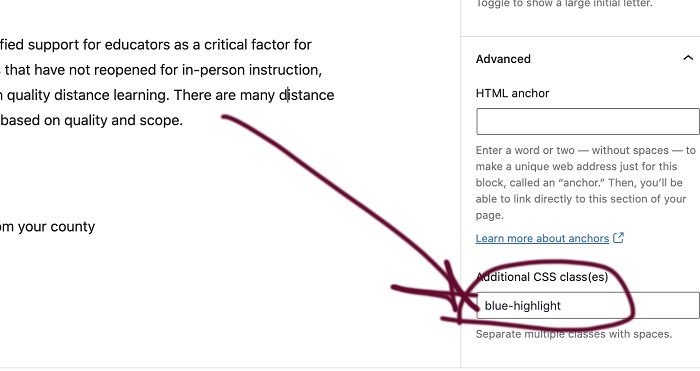 Toggle to show a large initial letter.
fied support for educators as a critical factor for
that have not reopened for in-person instruction,
quality distance learning. There are many distance
based on quality and scope.
om your county
Advanced
HTML anchor
Enter a word or two — without spaces — to
make a unique web address just for this
block, called an “anchor.” Then, you’ll be
able to link directly to this section of your
page.
Learn more about anchors
Additional CSS class(es)
blue-highlight
Separate multiple classes with spaces.